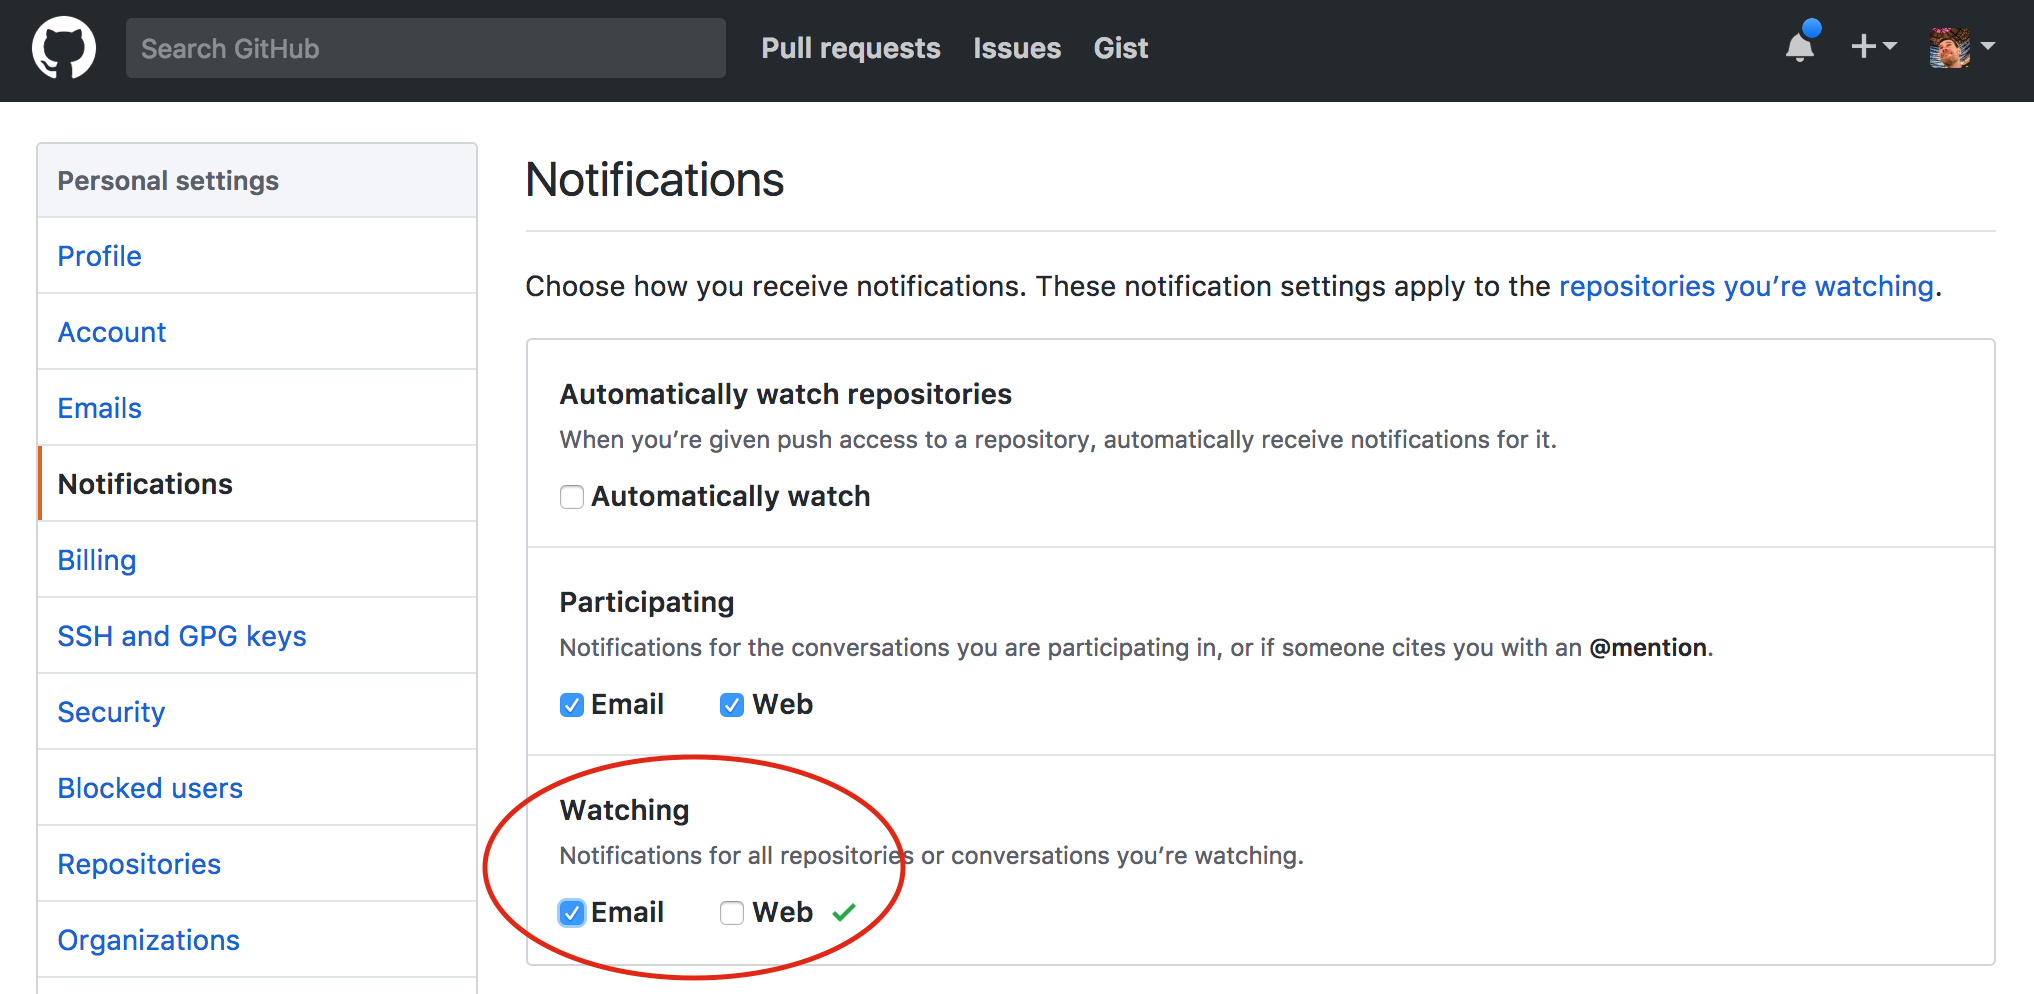 Search GitHub
Pull requests
Issues
Gist
Personal settings
Profile
Account
Emails
Notifications
Billing
SSH and GPG keys
Security
Blocked users
Repositories
Organizations
Notifications
Choose how you receive notifications. These notification settings apply to the repositories you’re watching.
Automatically watch repositories
When you’re given push access to a repository, automatically receive notifications for it.
Automatically watch
Participating
Notifications for the conversations you are participating in, or if someone cites you with an @mention.
Email Web
Watching
Notifications for all repositories or conversations you’re watching.
Email Web